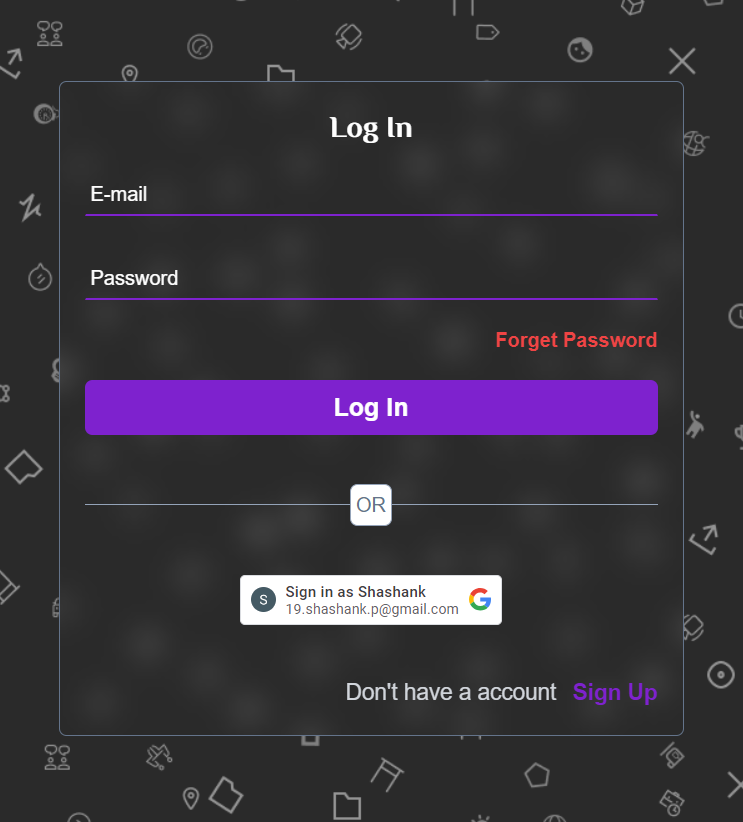 Log In
E-mail
Password
Forget Password
Log In
OR
S
Sign in as Shashank
19.shashank.p@gmail.com
Don't have a account Sign Up